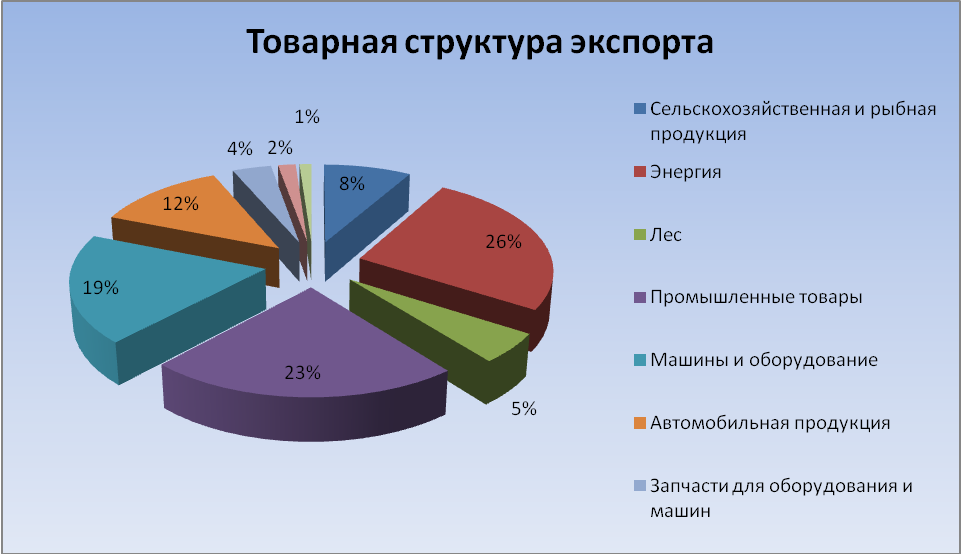 Товарная структура экспорта
1%
4%
2%
8%
12%
26%
19%
23%
5%
Сельскохозяйственная и рыбная
продукция
Энергия
Лес
Промышленные товары
Машины и оборудование
Автомобильная продукция
Запчасти для оборудования и
машин